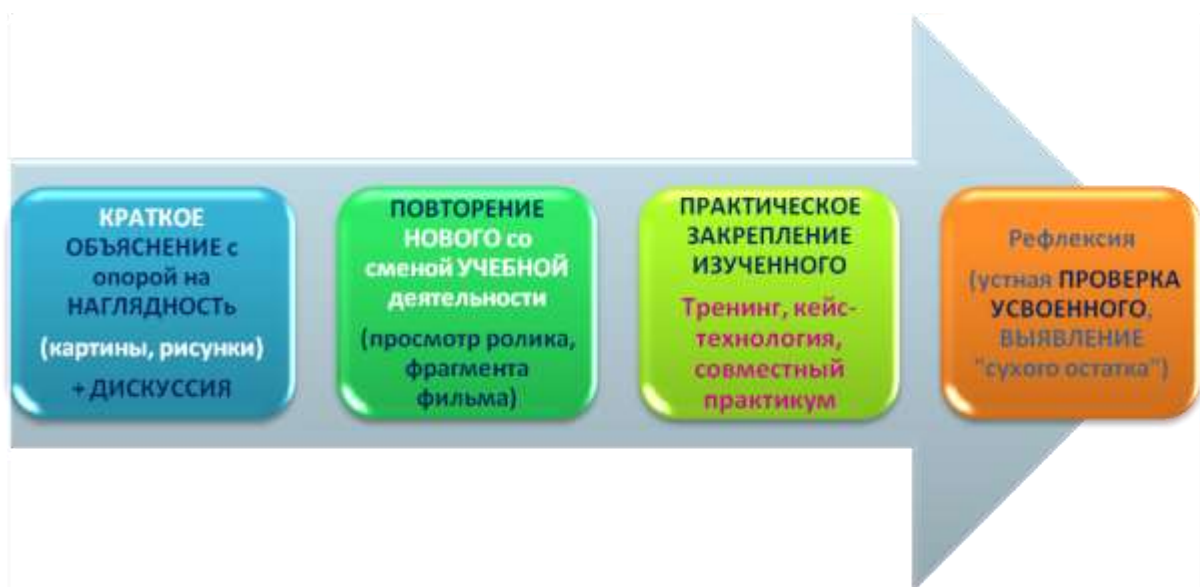 КРАТКОЕ
ОБЪЯСНЕНИЕ с
опорой на
НАГЛЯДНОСТЬ
(картины, рисунки)
+ ДИСКУССИЯ
ПОВТОРЕНИЕ
НОВОГО со
сменой УЧЕБНОЙ
деятельности
(просмотр ролика,
фрагмента
фильма)
ПРАКТИЧЕСКОЕ
ЗАКРЕПЛЕНИЕ
ИЗУЧЕННОГО
Тренинг, кейс-
технология,
совместный
практикум
Рефлексия
(устная ПРОВЕРКА
УСВОЕННОГО,
ВЫЯВЛЕНИЕ
"сухого остатка")